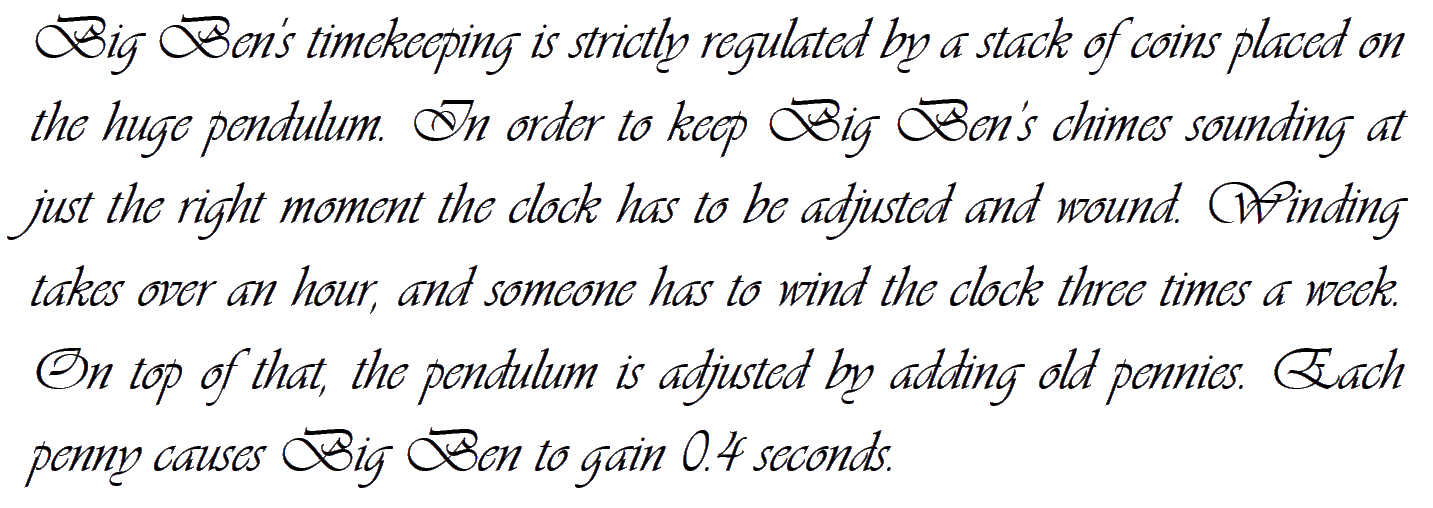 Big Ben's timekeeping is strictly regulated by a stack of coins placed on
the huge pendulum. In order to keep Big Ben's chimes sounding at
just the right moment the clock has to be adjusted and wound. Winding
takes over an hour, and someone has to wind the clock three times a week.
On top of that, the pendulum is adjusted by adding old pennies. Each
penny causes Big Ben to gain 0.4 seconds.